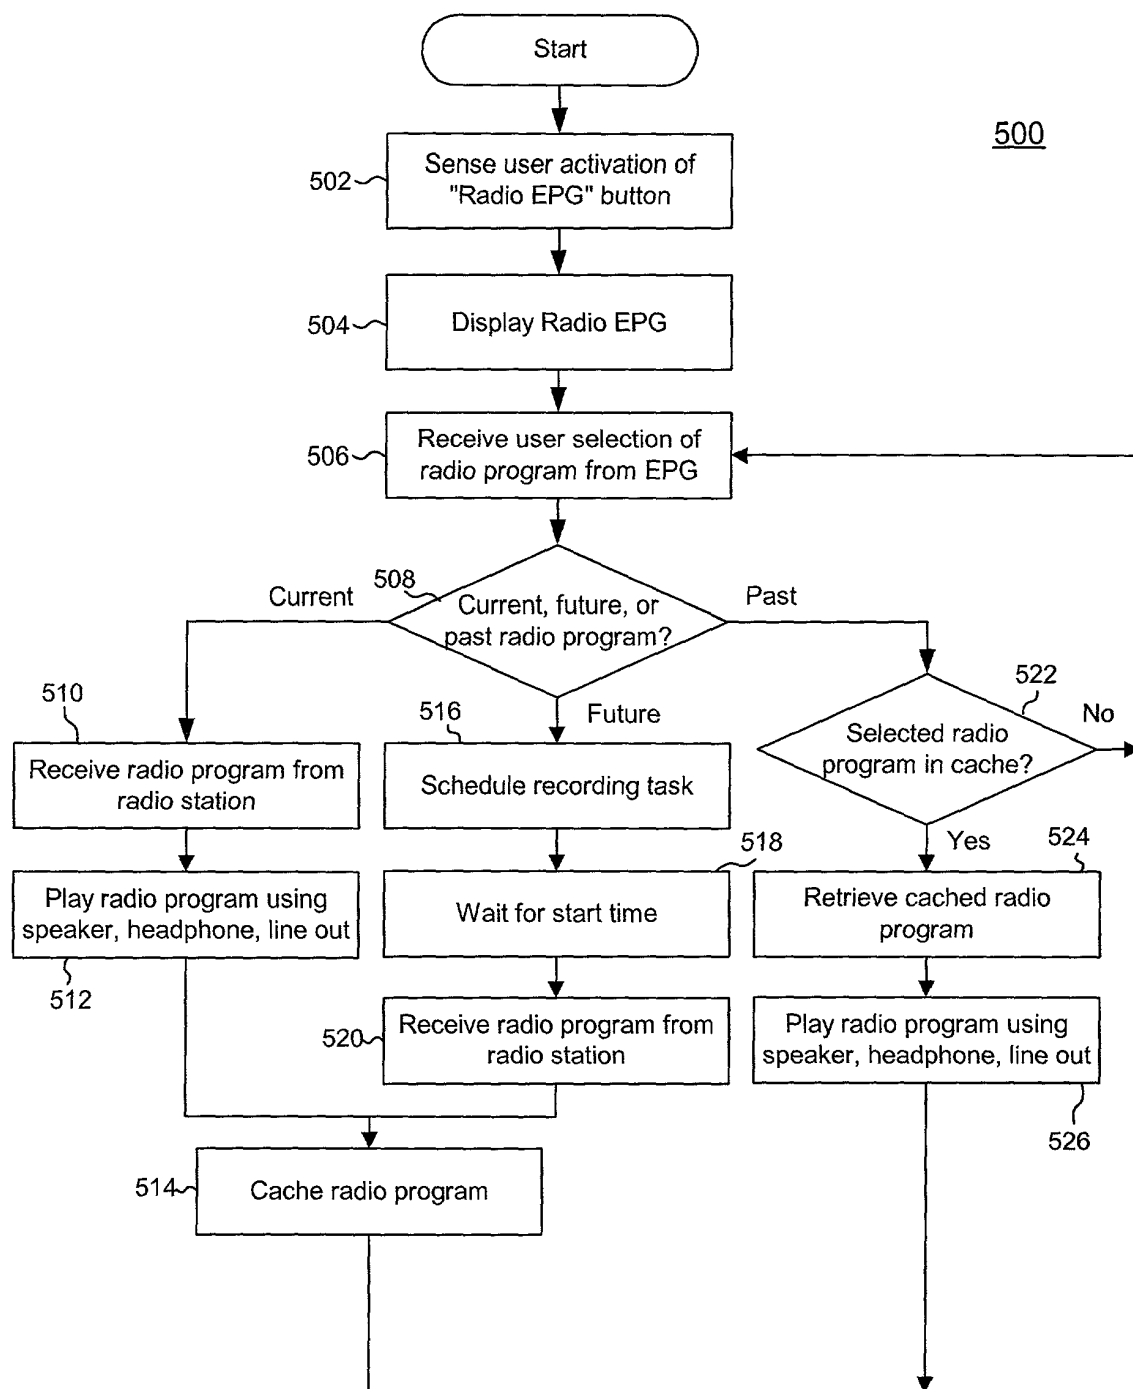 Start
500
502
Sense user activation of
"Radio EPG" button
504
Display Radio EPG
506
Receive user selection of
radio program from EPG
508
Current
Current, future, or
past radio program?
Past
Future
510
Receive radio program from
radio station
516
Schedule recording task
522
Selected radio
program in cache?
No
Yes
Play radio program using
speaker, headphone, line out
512
518
Wait for start time
524
Retrieve cached radio
program
520
Receive radio program from
radio station
Play radio program using
speaker, headphone, line out
526
514
Cache radio program